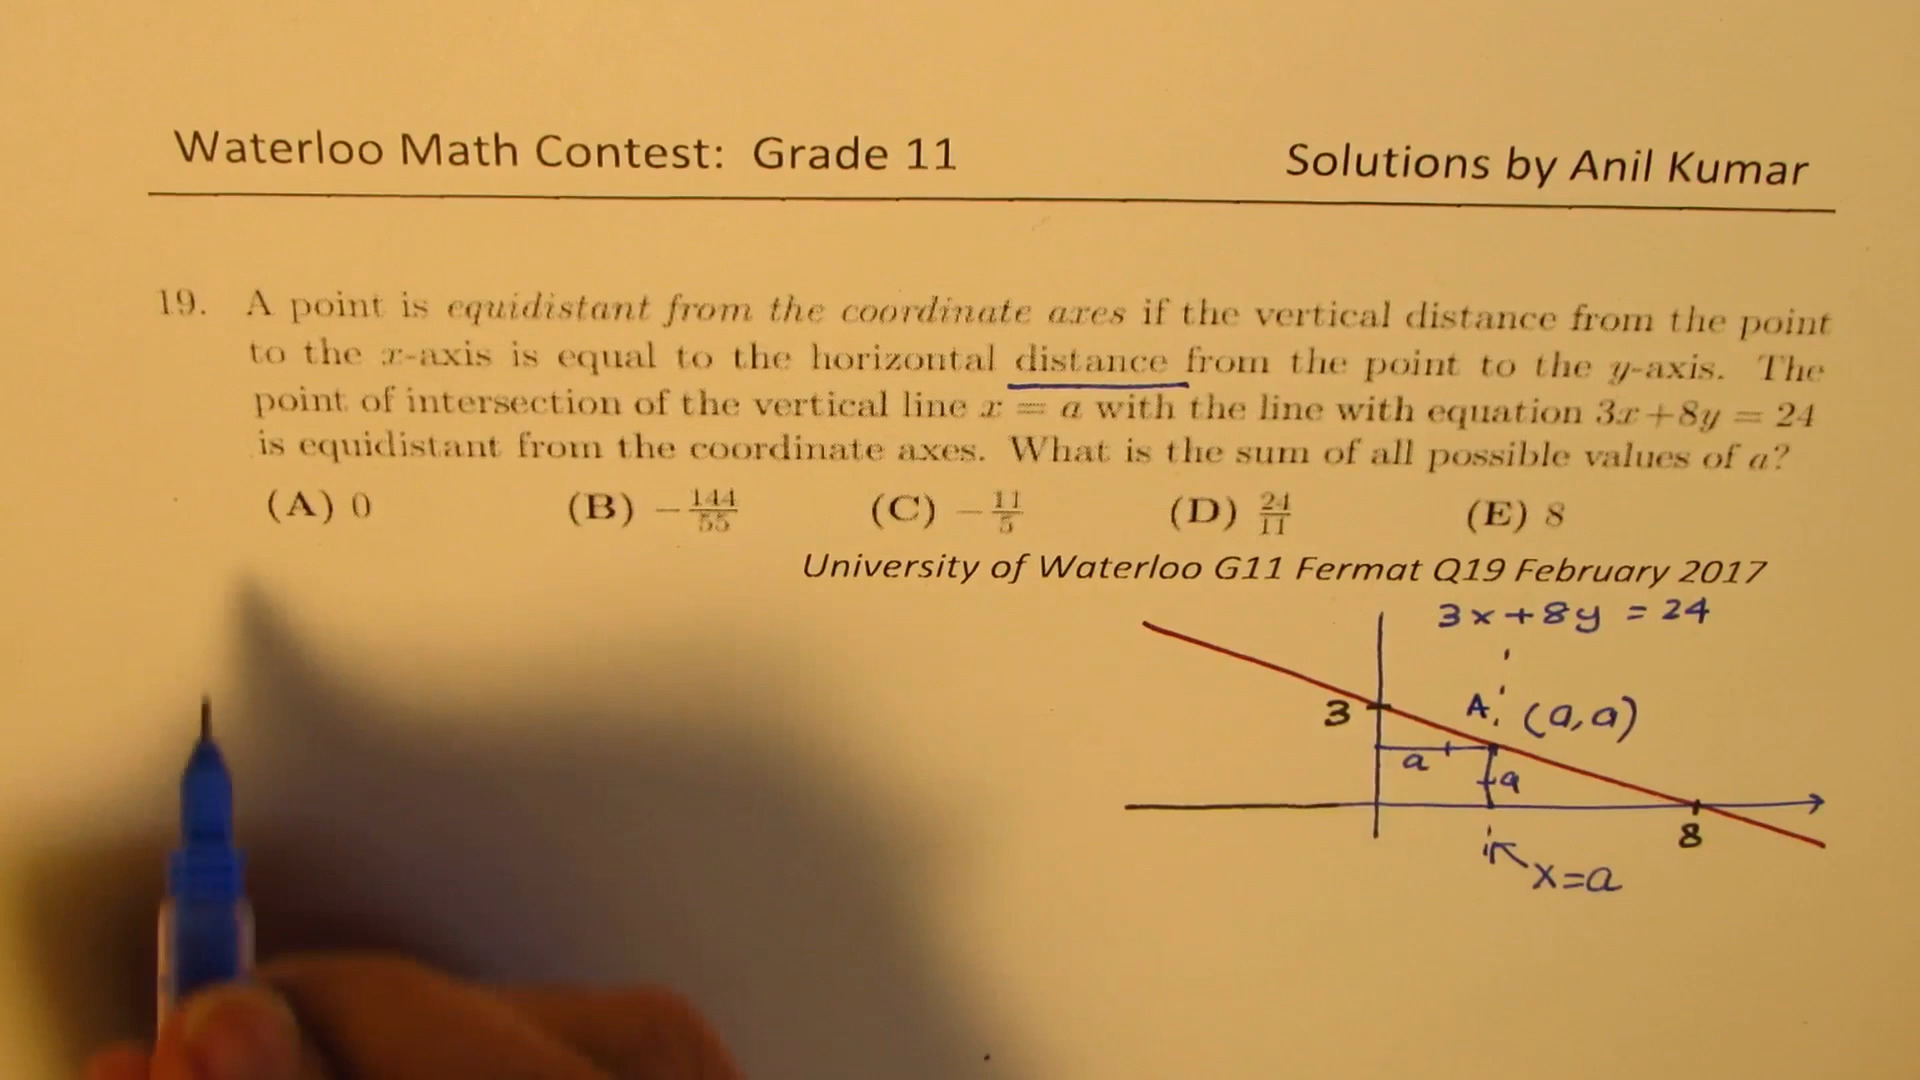 Waterloo Math Contest: Grade 11
Solutions by Anil Kumar
19. A point is equidistant from the coordinate axes if the vertical distance from the point
to the x-axis is equal to the horizontal distance from the point to the y-axis. The
point of intersection of the vertical line x = a with the line with equation 3x+8y = 24
is equidistant from the coordinate axes. What is the sum of all possible values of a?
(A) 0 (B) −144/55 (C) −11/5 (D) 24/11 (E) 8
University of Waterloo G11 Fermat Q19 February 2017
3x+8y = 24
3 A (a,a)
a a
8
x=a